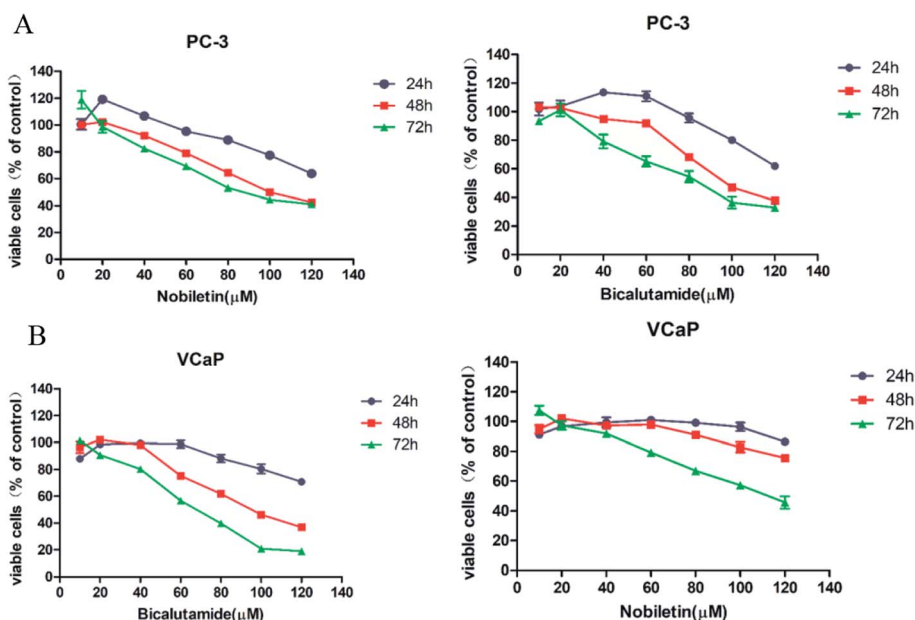 A
PC-3
viable cells (% of control)
140
120
100
80
60
40
20
0
0 20 40 60 80 100 120 140
Nobiletin(μM)
24h
48h
72h
PC-3
viable cells (% of control)
140
120
100
80
60
40
20
0
0 20 40 60 80 100 120 140
Bicalutamide(μM)
24h
48h
72h
B
VCaP
viable cells (% of control)
140
120
100
80
60
40
20
0
0 20 40 60 80 100 120 140
Bicalutamide(μM)
24h
48h
72h
VCaP
viable cells (% of control)
140
120
100
80
60
40
20
0
0 20 40 60 80 100 120 140
Nobiletin(μM)
24h
48h
72h